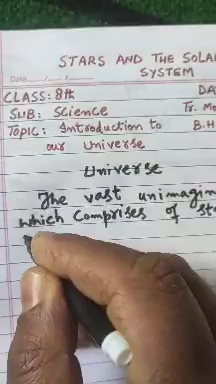 STARS AND THE SOLA
SYSTEM
Date
CLASS: 8th DA
SUB: Science Tr. Me
TOPIC: Introduction to B.H
our Universe
Universe
The vast unimagin
which comprises of st